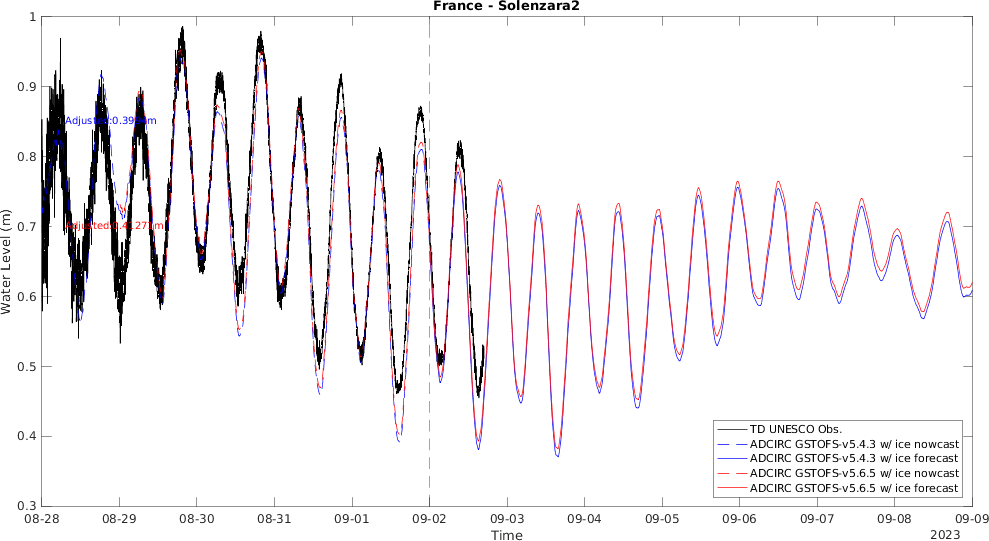 France - Solenzara2
Water Level (m)
1
0.9
0.8
0.7
0.6
0.5
0.4
0.3
08-28
08-29
08-30
08-31
09-01
09-02
09-03
09-04
09-05
09-06
09-07
09-08
09-09
Time
2023
TD UNESCO Obs.
ADCIRC GSTOFS-v5.4.3 w/ ice nowcast
ADCIRC GSTOFS-v5.4.3 w/ ice forecast
ADCIRC GSTOFS-v5.6.5 w/ ice nowcast
ADCIRC GSTOFS-v5.6.5 w/ ice forecast